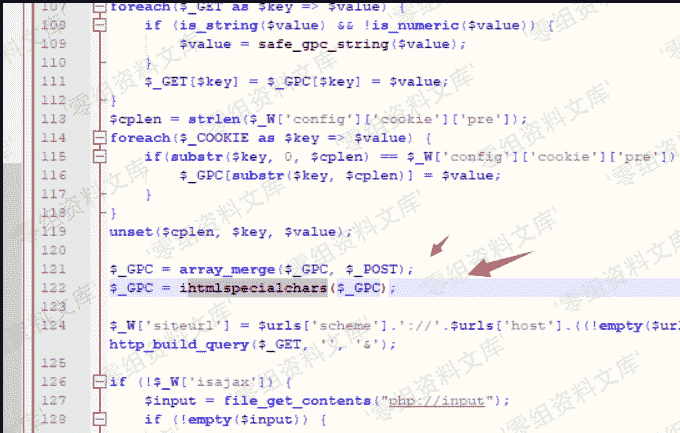 107 foreach($_GET as $key => $value) {
108 if (is_string($value) && !is_numeric($value)) {
109 $value = safe_gpc_string($value);
110 }
111 $_GET[$key] = $_GPC[$key] = $value;
112 }
113 $cplen = strlen($_W['config']['cookie']['pre']);
114 foreach($_COOKIE as $key => $value) {
115 if(substr($key, 0, $cplen) == $_W['config']['cookie']['pre'])
116 $_GPC[substr($key, $cplen)] = $value;
117 }
118 }
119 unset($cplen, $key, $value);
120
121 $_GPC = array_merge($_GPC, $_POST);
122 $_GPC = ihtmlspecialchars($_GPC);
123
124 $_W['siteurl'] = $urls['scheme'].'://'.$urls['host'].((!empty($url
http_build_query($_GET, '', '&');
125
126 if (!$_W['isajax']) {
127 $input = file_get_contents("php://input");
128 if (!empty($input)) {
'零组资料文库'